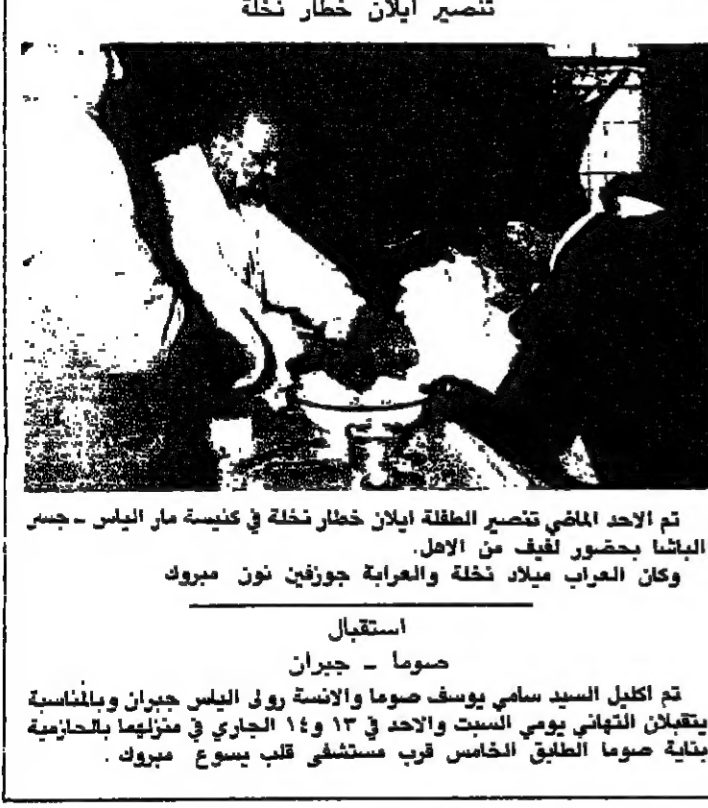 تنصير ايلان خطار نخلة
تم الاحد الماضي تنصير الطفلة ايلان خطار نخلة في كنيسة مار الياس - جسر
الباشا بحضور لفيف من الاهل.
وكان العراب ميلاد نخلة والعرابة جوزفين نون مبروك
استقبال
صوما - جبران
تم اكليل السيد سامي يوسف صوما والانسة رولى الياس جبران وبالمناسبة
يتقبلان التهاني يومي السبت والاحد في ١٣ و١٤ الجاري في منزلهما بالحازمية
بناية صوما الطابق الخامس قرب مستشفى قلب يسوع مبروك .